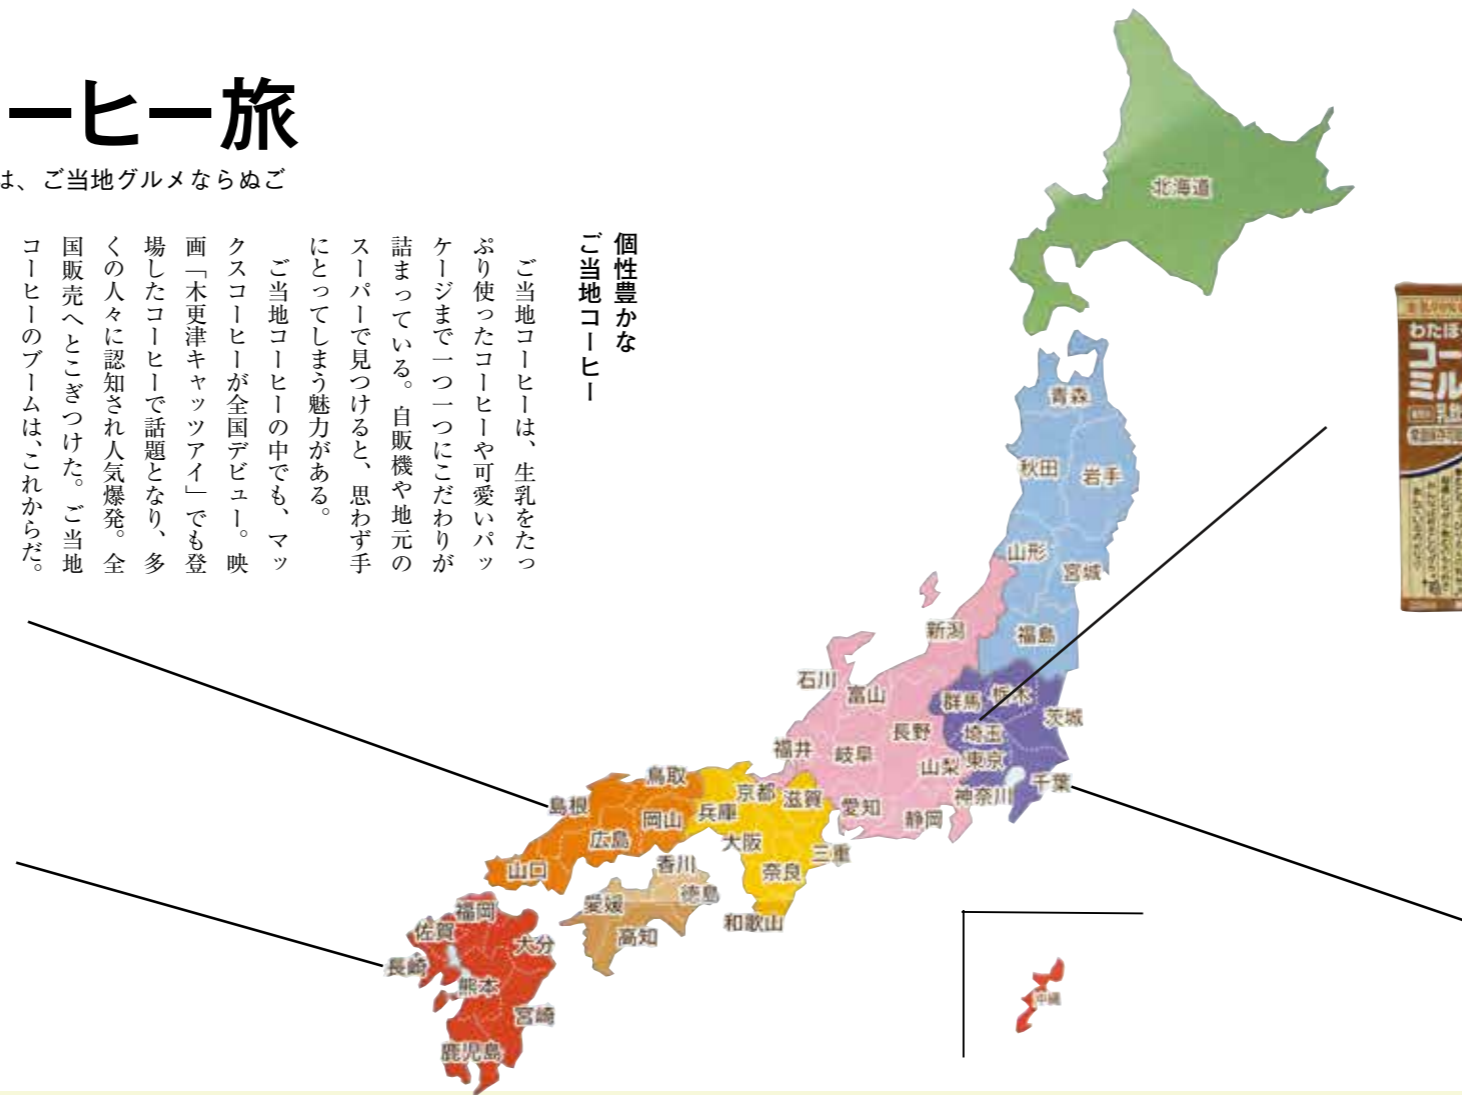 ーヒー旅
は、ご当地グルメならぬご
個性豊かな
ご当地コーヒー
ご当地コーヒーは、生乳をたっ
ぷり使ったコーヒーや可愛いパッ
ケージまで一つ一つにこだわりが
詰まっている。自販機や地元の
スーパーで見つけると、思わず手
にとってしまう魅力がある。
ご当地コーヒーの中でも、マッ
クスコーヒーが全国デビュー。映
画「木更津キャッツアイ」でも登
場したコーヒーで話題となり、多
くの人々に認知され人気爆発。全
国販売へとこぎつけた。ご当地
コーヒーのブームは、これからだ。
北海道
青森
秋田
岩手
山形
宮城
新潟
福島
石川
富山
群馬
栃木
茨城
長野
埼玉
福井
岐阜
山梨
東京
千葉
神奈川
愛知
静岡
鳥取
島根
岡山
広島
山口
京都
滋賀
兵庫
大阪
三重
奈良
和歌山
香川
徳島
愛媛
高知
福岡
佐賀
大分
長崎
熊本
宮崎
鹿児島
沖縄
わたぼ
コー
ミル